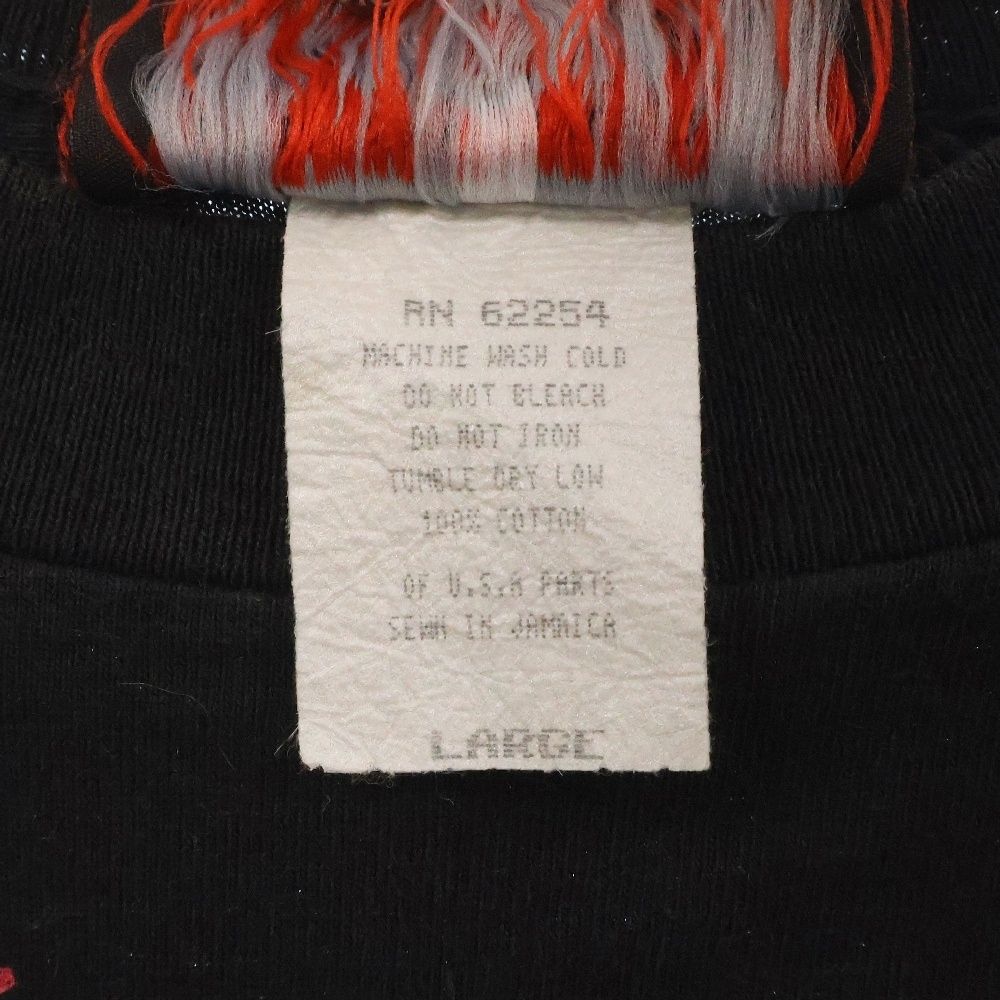 RN 62254
MACHINE WASH COLD
DO NOT BLEACH
DO NOT IRON
TUMBLE DRY LOW
100% COTTON
OF U.S.A PARTS
SEWN IN JAMAICA
LARGE